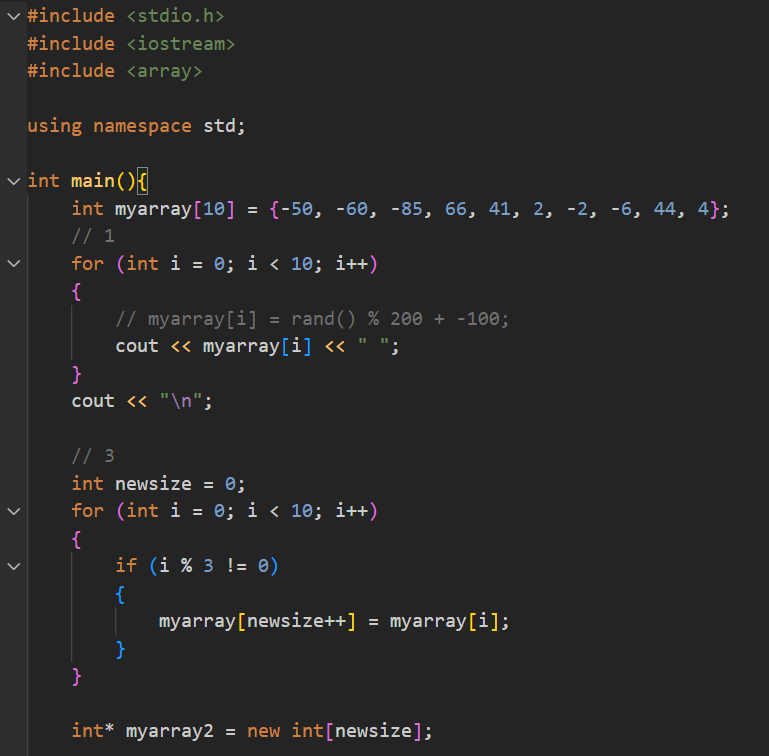 #include <stdio.h>
#include <iostream>
#include <array>
using namespace std;
int main(){
int myarray[10] = {-50, -60, -85, 66, 41, 2, -2, -6, 44, 4};
// 1
for (int i = 0; i < 10; i++)
{
// myarray[i] = rand() % 200 + -100;
cout << myarray[i] << " ";
}
cout << "\n";
// 3
int newsize = 0;
for (int i = 0; i < 10; i++)
{
if (i % 3 != 0)
{
myarray[newsize++] = myarray[i];
}
}
int* myarray2 = new int[newsize];